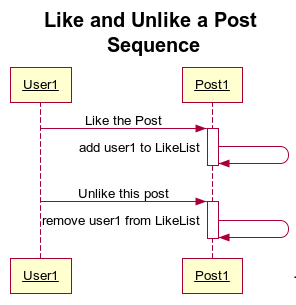 Like and Unlike a Post
Sequence
User1
Post1
Like the Post
add user1 to LikeList
Unlike this post
remove user1 from LikeList
User1
Post1